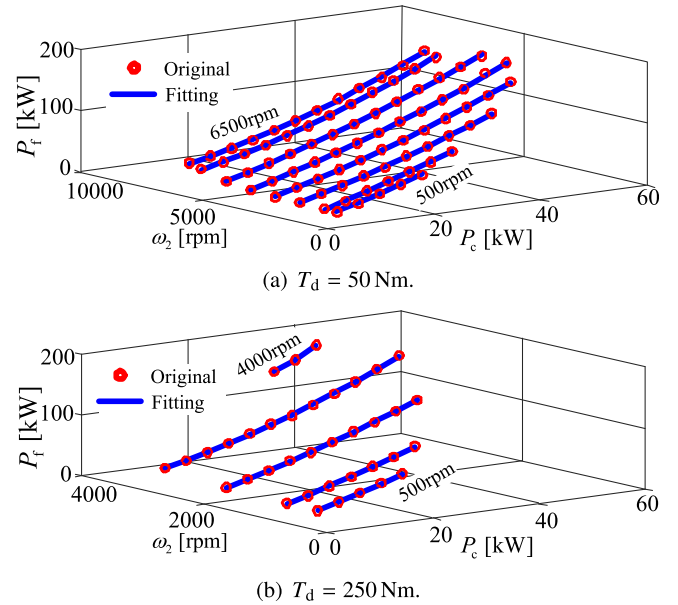 200
Original
P_f [kW]
100
Fitting
6500rpm
0
500rpm
10000
60
5000
40
ω_2 [rpm]
20
P_c [kW]
0 0
(a) T_d = 50 Nm.
200
4000rpm
Original
P_f [kW]
100
Fitting
0
500rpm
4000
60
2000
40
ω_2 [rpm]
20
P_c [kW]
0 0
(b) T_d = 250 Nm.